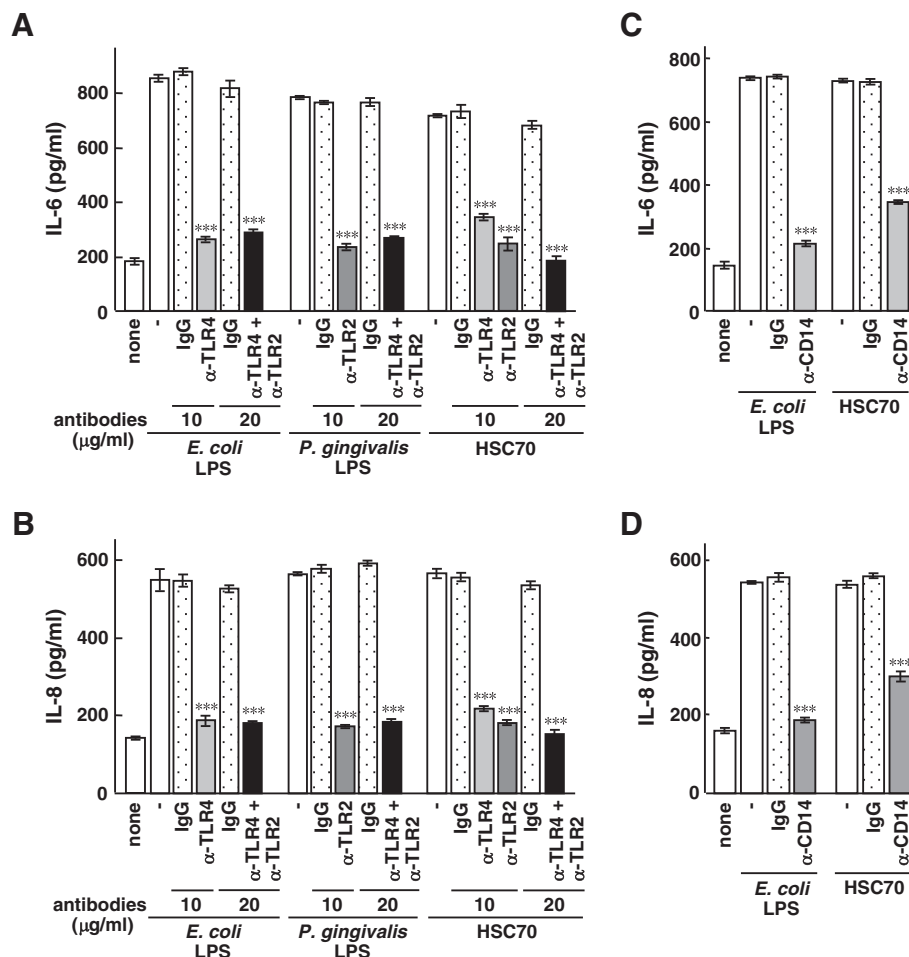 A
IL-6 (pg/ml)
800
600
400
200
0
***
***
***
***
***
***
***
none
-
IgG
α-TLR4
IgG
α-TLR4 +
α-TLR2
-
IgG
α-TLR2
IgG
α-TLR4 +
α-TLR2
-
IgG
α-TLR4
α-TLR2
IgG
α-TLR4 +
α-TLR2
antibodies
(μg/ml)
10
20
10
20
10
20
E. coli
LPS
P. gingivalis
LPS
HSC70
C
IL-6 (pg/ml)
800
600
400
200
0
***
***
none
-
IgG
α-CD14
-
IgG
α-CD14
E. coli
LPS
HSC70
B
IL-8 (pg/ml)
600
400
200
0
***
***
***
***
***
***
***
none
-
IgG
α-TLR4
IgG
α-TLR4 +
α-TLR2
-
IgG
α-TLR2
IgG
α-TLR4 +
α-TLR2
-
IgG
α-TLR4
α-TLR2
IgG
α-TLR4 +
α-TLR2
antibodies
(μg/ml)
10
20
10
20
10
20
E. coli
LPS
P. gingivalis
LPS
HSC70
D
IL-8 (pg/ml)
600
400
200
0
***
***
none
-
IgG
α-CD14
-
IgG
α-CD14
E. coli
LPS
HSC70